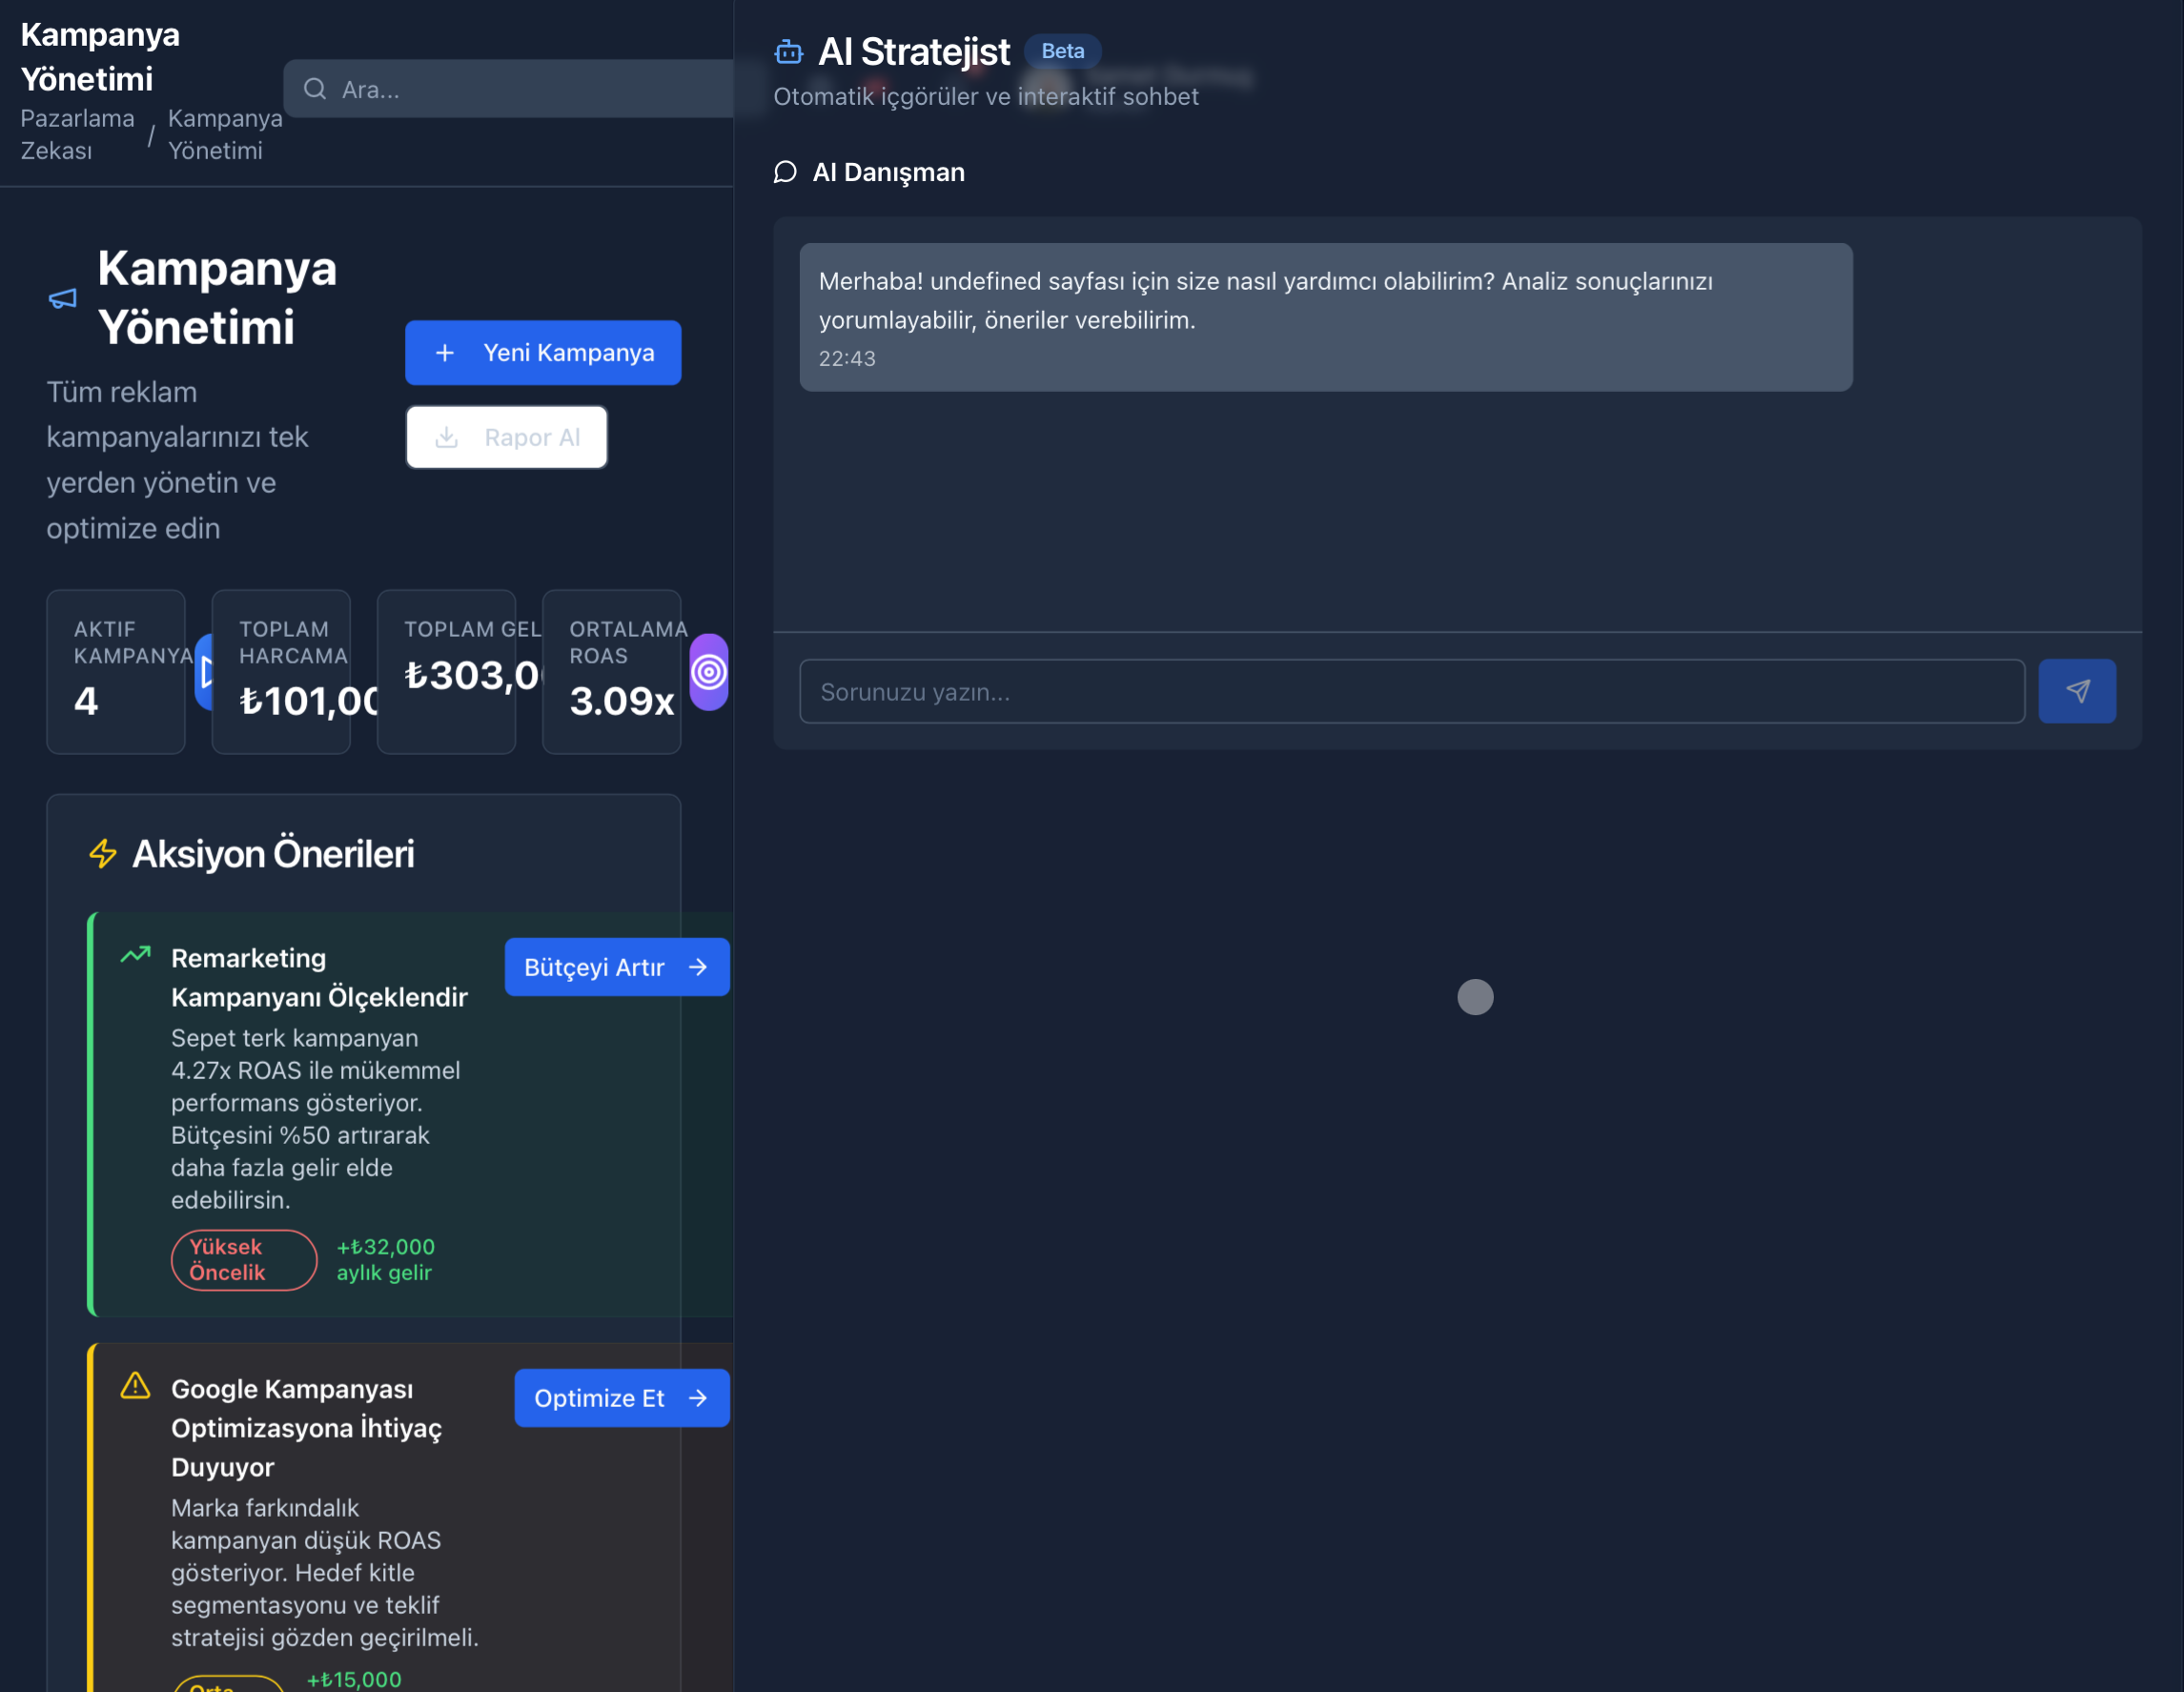 Kampanya
Yönetimi
Pazarlama
Zekası
/
Kampanya
Yönetimi
Ara...
Kampanya
Yönetimi
Tüm reklam
kampanyalarınızı tek
yerden yönetin ve
optimize edin
Yeni Kampanya
Rapor Al
AKTIF
KAMPANYA
4
TOPLAM
HARCAMA
₺101,00
TOPLAM GEL
₺303,0
ORTALAMA
ROAS
3.09x
Aksiyon Önerileri
Remarketing
Kampanyanı Ölçeklendir
Sepet terk kampanyan
4.27x ROAS ile mükemmel
performans gösteriyor.
Bütçesini %50 artırarak
daha fazla gelir elde
edebilirsin.
Yüksek
Öncelik
+₺32,000
aylık gelir
Bütçeyi Artır
Google Kampanyası
Optimizasyona İhtiyaç
Duyuyor
Marka farkındalık
kampanyan düşük ROAS
gösteriyor. Hedef kitle
segmentasyonu ve teklif
stratejisi gözden geçirilmeli.
Orta
+₺15,000
Optimize Et
AI Stratejist
Beta
Otomatik içgörüler ve interaktif sohbet
AI Danışman
Merhaba! undefined sayfası için size nasıl yardımcı olabilirim? Analiz sonuçlarınızı
yorumlayabilir, öneriler verebilirim.
22:43
Sorunuzu yazın...